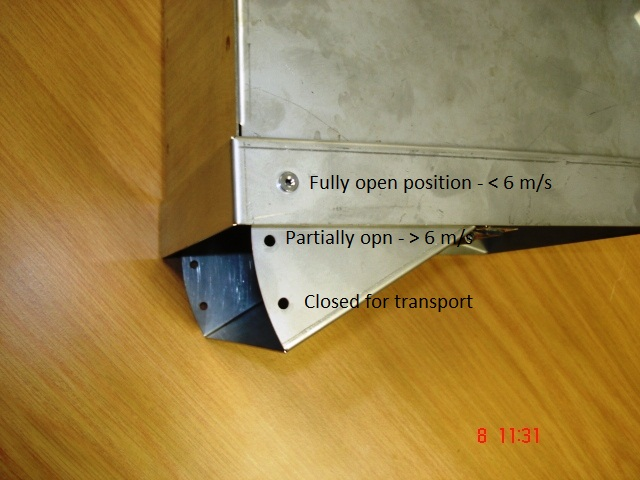 Fully open position - < 6 m/s
Partially opn - > 6 m/s
Closed for transport
8 11:31